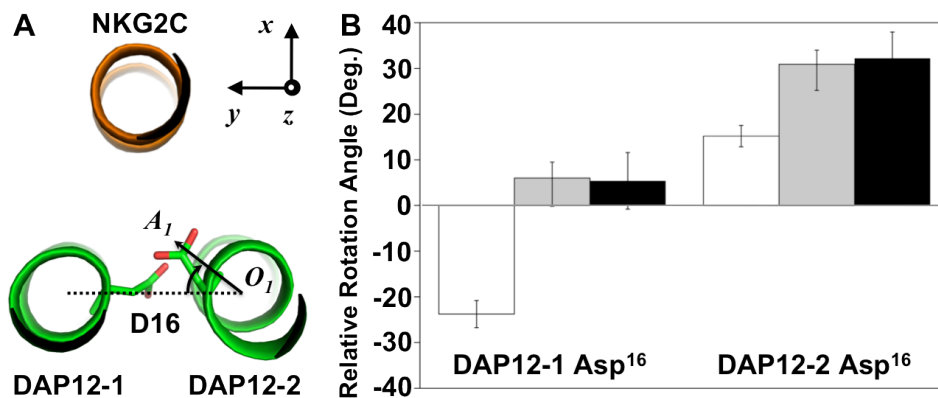 A
NKG2C
x
y
z
A1
O1
D16
DAP12-1
DAP12-2
B
Relative Rotation Angle (Deg.)
40
30
20
10
0
-10
-20
-30
-40
DAP12-1 Asp16
DAP12-2 Asp16